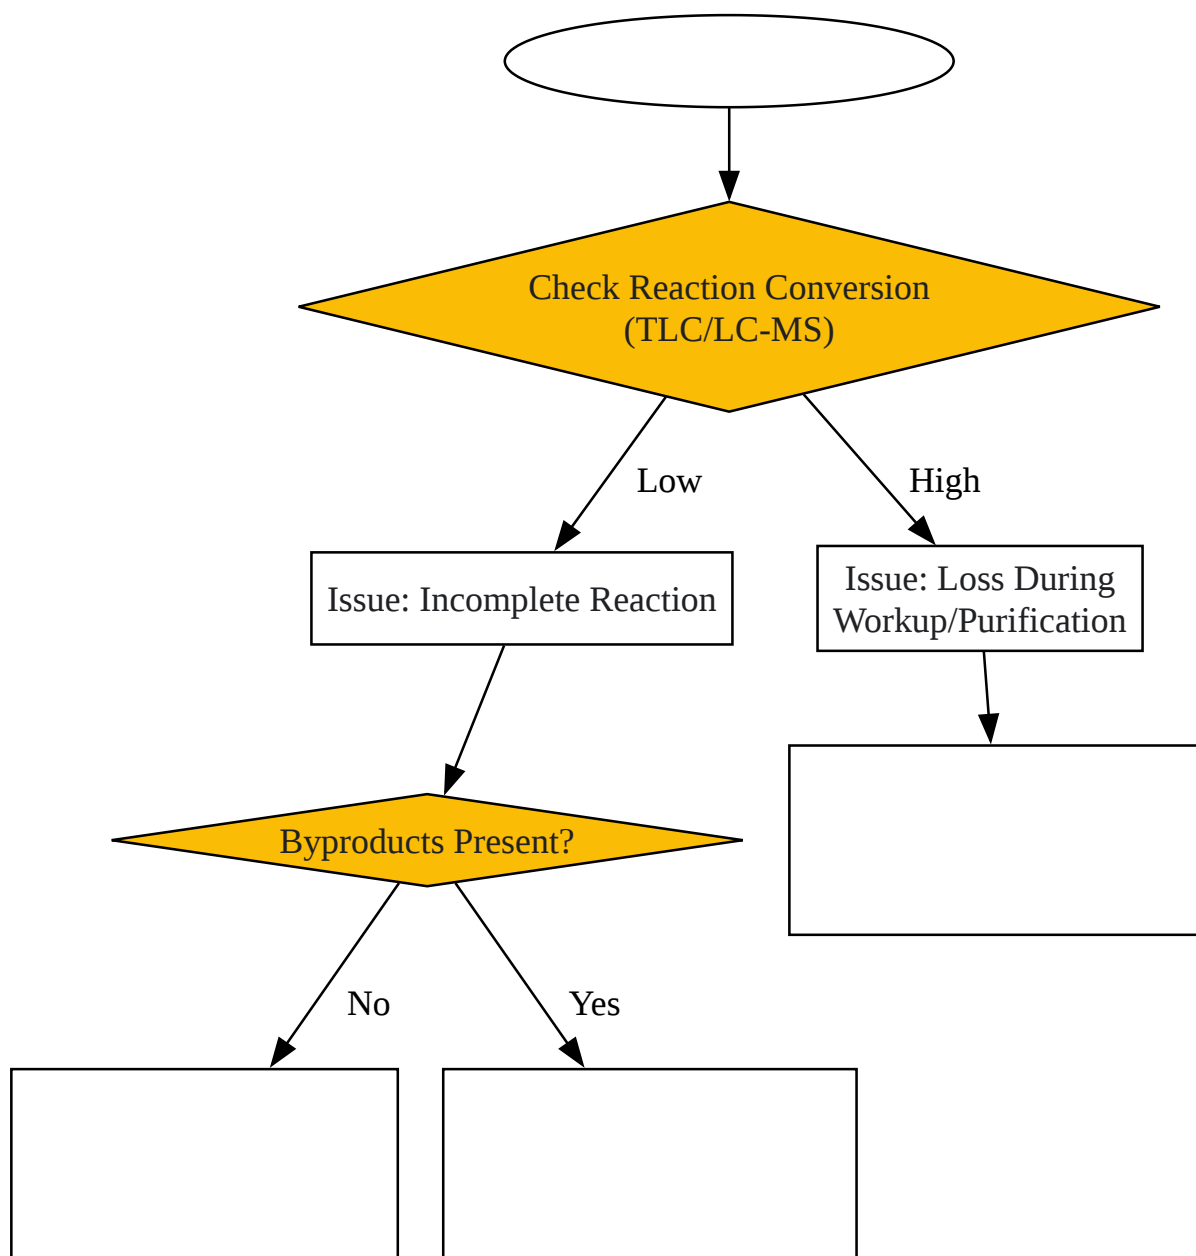 Check Reaction Conversion
(TLC/LC-MS)
Low
High
Issue: Incomplete Reaction
Issue: Loss During
Workup/Purification
Byproducts Present?
No
Yes